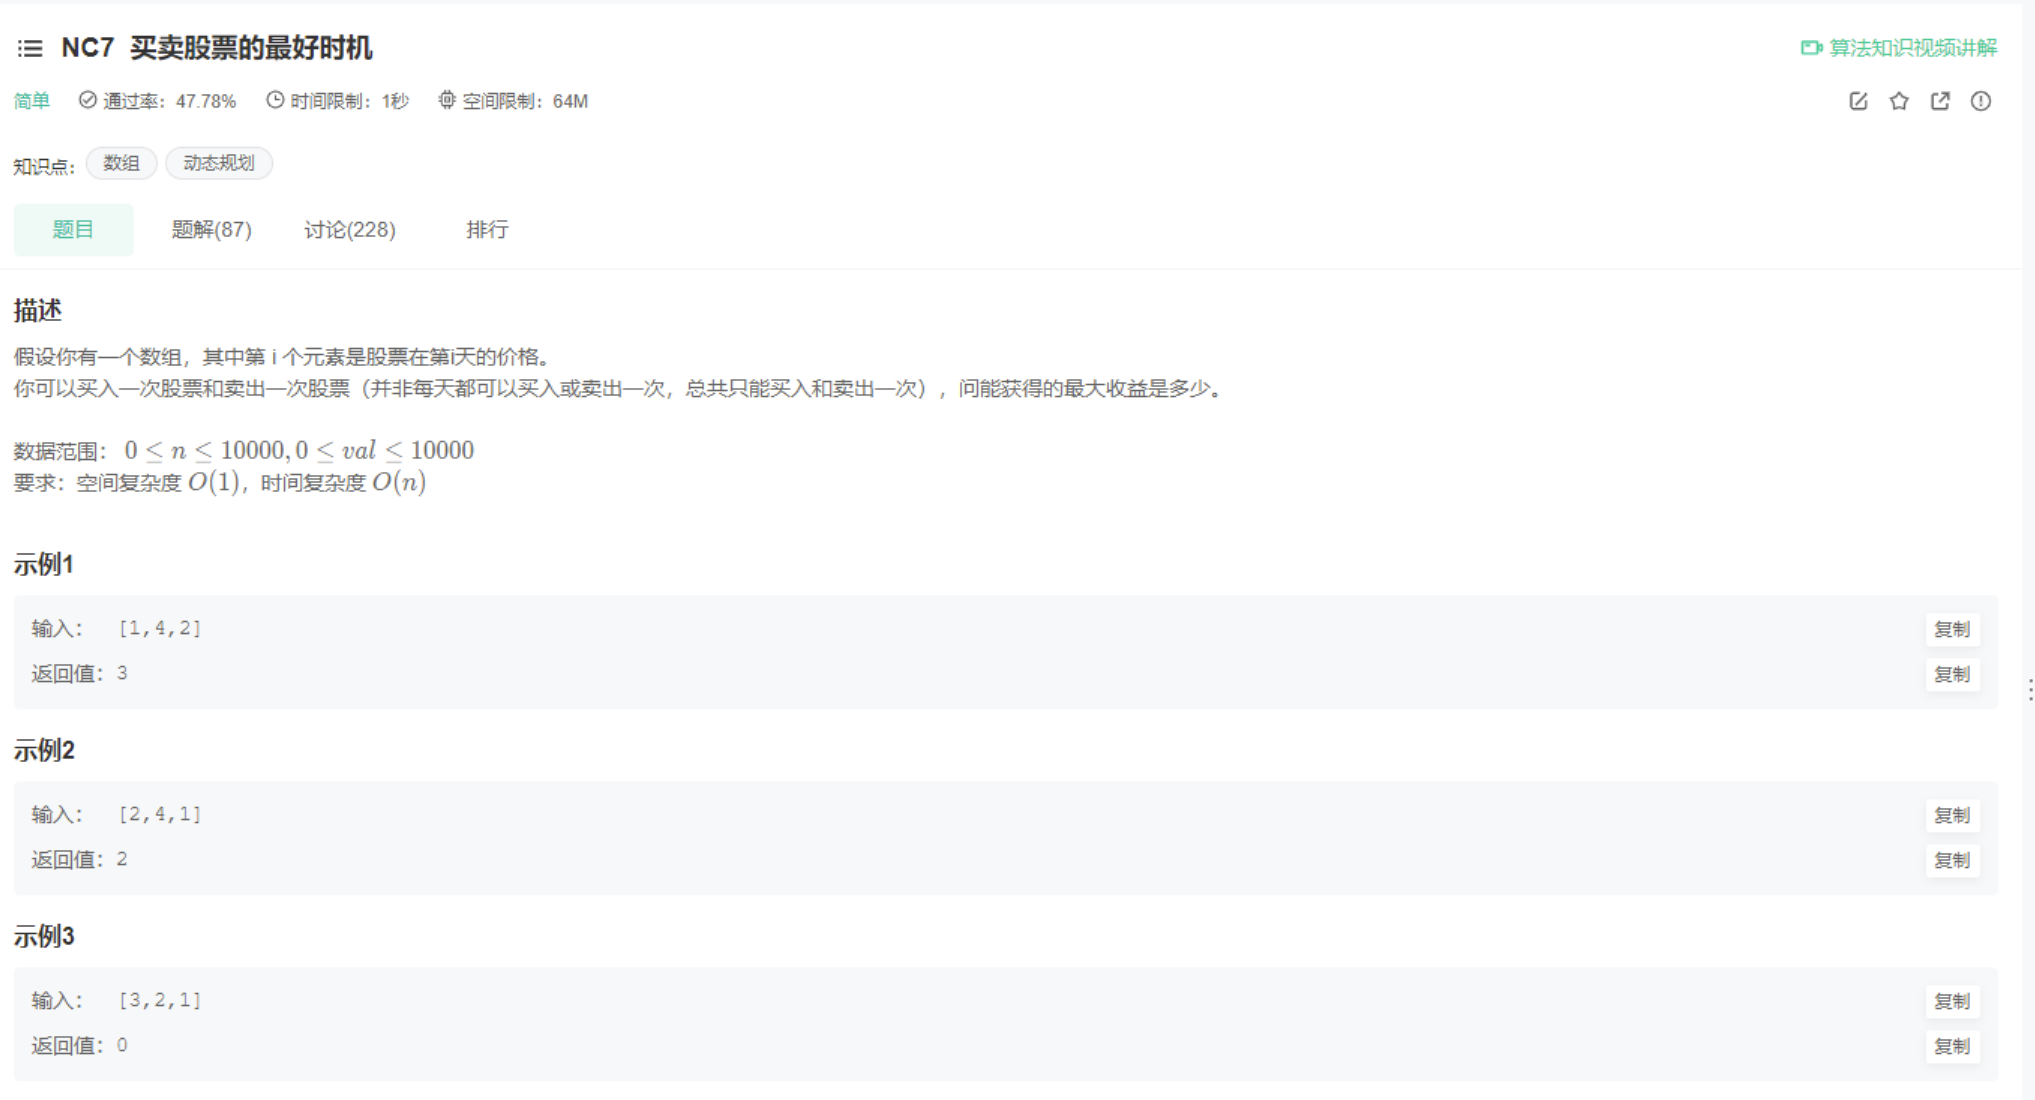 NC7 买卖股票的最好时机
算法知识视频讲解
简单 通过率：47.78% 时间限制：1秒 空间限制：64M
知识点： 数组 动态规划
题目 题解(87) 讨论(228) 排行
描述
假设你有一个数组，其中第 i 个元素是股票在第i天的价格。
你可以买入一次股票和卖出一次股票（并非每天都可以买入或卖出一次，总共只能买入和卖出一次），问能获得的最大收益是多少。
数据范围： 0 ≤ n ≤ 10000, 0 ≤ val ≤ 10000
要求：空间复杂度 O(1)，时间复杂度 O(n)
示例1
输入： [1,4,2] 复制
返回值：3 复制
示例2
输入： [2,4,1] 复制
返回值：2 复制
示例3
输入： [3,2,1] 复制
返回值：0 复制